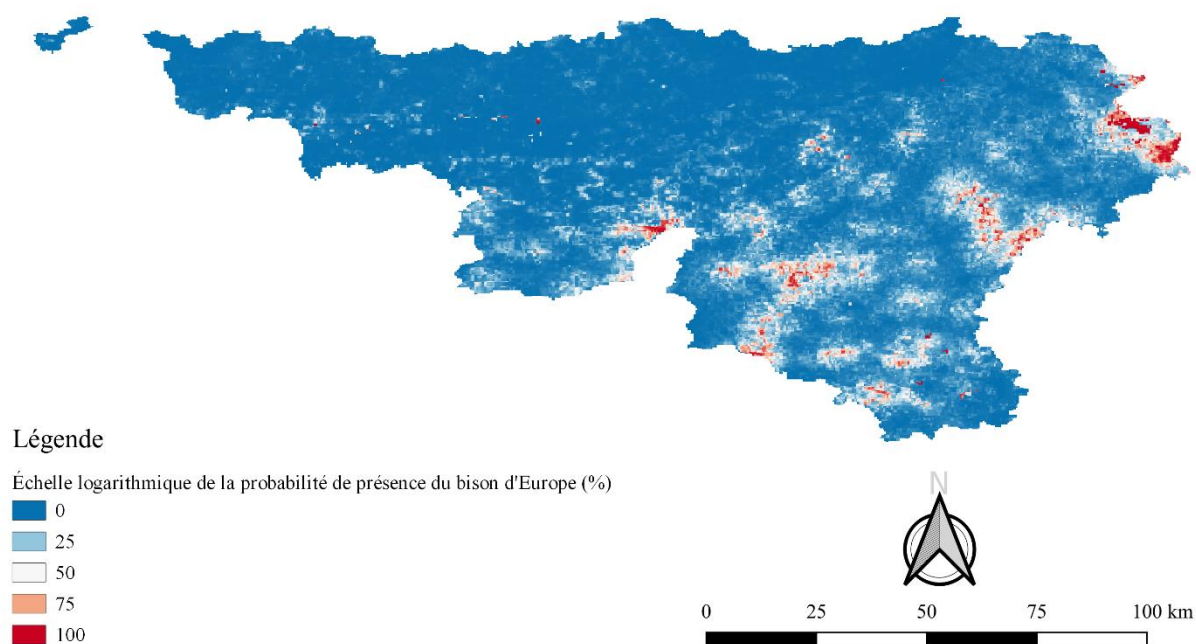 Légende
Échelle logarithmique de la probabilité de présence du bison d'Europe (%)
0
25
50
75
100
N
0 25 50 75 100 km